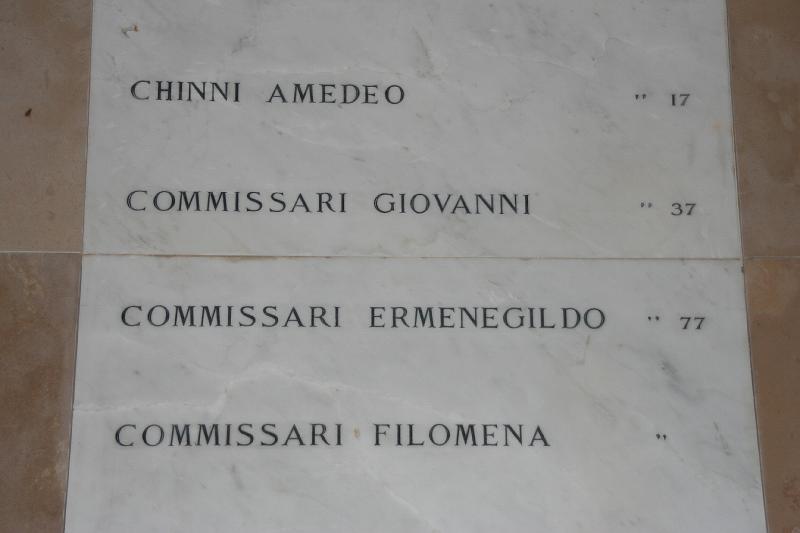 CHINNI AMEDEO " 17
COMMISSARI GIOVANNI " 37
COMMISSARI ERMENEGILDO " 77
COMMISSARI FILOMENA "